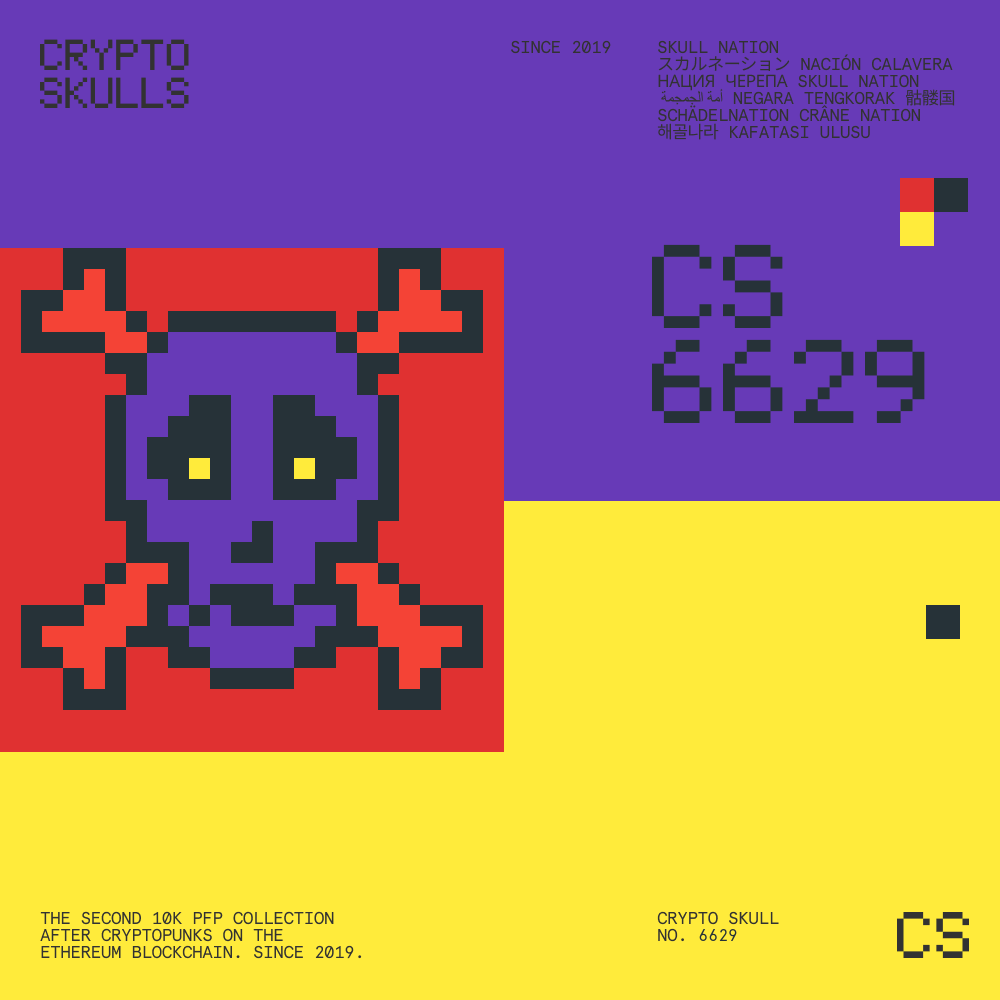 CRYPTO
SKULLS
SINCE 2019
SKULL NATION
スカルネーション NACIÓN CALAVERA
НАЦИЯ ЧЕРЕПА SKULL NATION
أمة الجمجمة NEGARA TENGKORAK 骷髅国
SCHÄDELNATION CRÂNE NATION
해골나라 KAFATASI ULUSU
CS
6629
THE SECOND 10K PFP COLLECTION
AFTER CRYPTOPUNKS ON THE
ETHEREUM BLOCKCHAIN. SINCE 2019.
CRYPTO SKULL
NO. 6629
CS